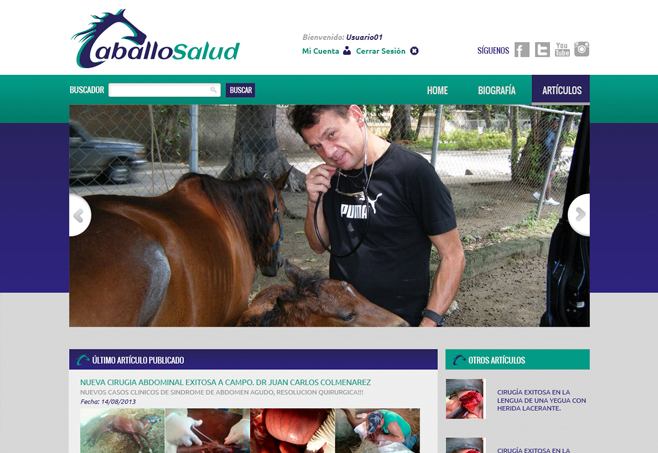 CaballoSalud
Bienvenido: Usuario01
Mi Cuenta Cerrar Sesión
SÍGUENOS
You Tube
BUSCADOR BUSCAR
HOME BIOGRAFÍA ARTÍCULOS
PUMA
ÚLTIMO ARTÍCULO PUBLICADO
NUEVA CIRUGIA ABDOMINAL EXITOSA A CAMPO. DR JUAN CARLOS COLMENAREZ
NUEVOS CASOS CLINICOS DE SINDROME DE ABDOMEN AGUDO, RESOLUCION QUIRURGICA!!!
Fecha: 14/08/2013
OTROS ARTÍCULOS
CIRUGÍA EXITOSA EN LA
LENGUA DE UNA YEGUA CON
HERIDA LACERANTE.
CIRUGÍA EXITOSA EN LA